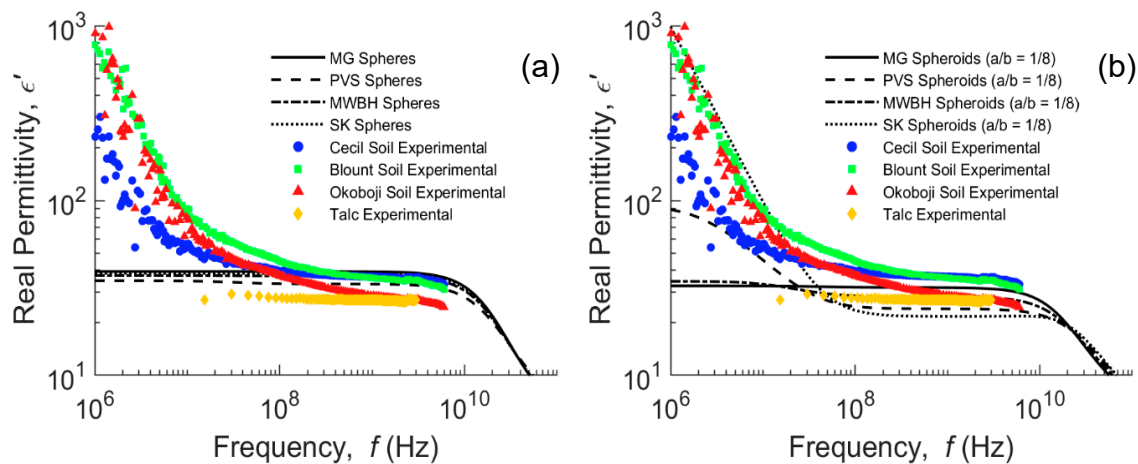 (a)
Real Permittivity, ϵ'
10³
10²
10¹
MG Spheres
PVS Spheres
MWBH Spheres
SK Spheres
Cecil Soil Experimental
Blount Soil Experimental
Okoboji Soil Experimental
Talc Experimental
10⁶
10⁸
10¹⁰
Frequency, f (Hz)
(b)
Real Permittivity, ϵ'
10³
10²
10¹
MG Spheroids (a/b = 1/8)
PVS Spheroids (a/b = 1/8)
MWBH Spheroids (a/b = 1/8)
SK Spheroids (a/b = 1/8)
Cecil Soil Experimental
Blount Soil Experimental
Okoboji Soil Experimental
Talc Experimental
10⁶
10⁸
10¹⁰
Frequency, f (Hz)